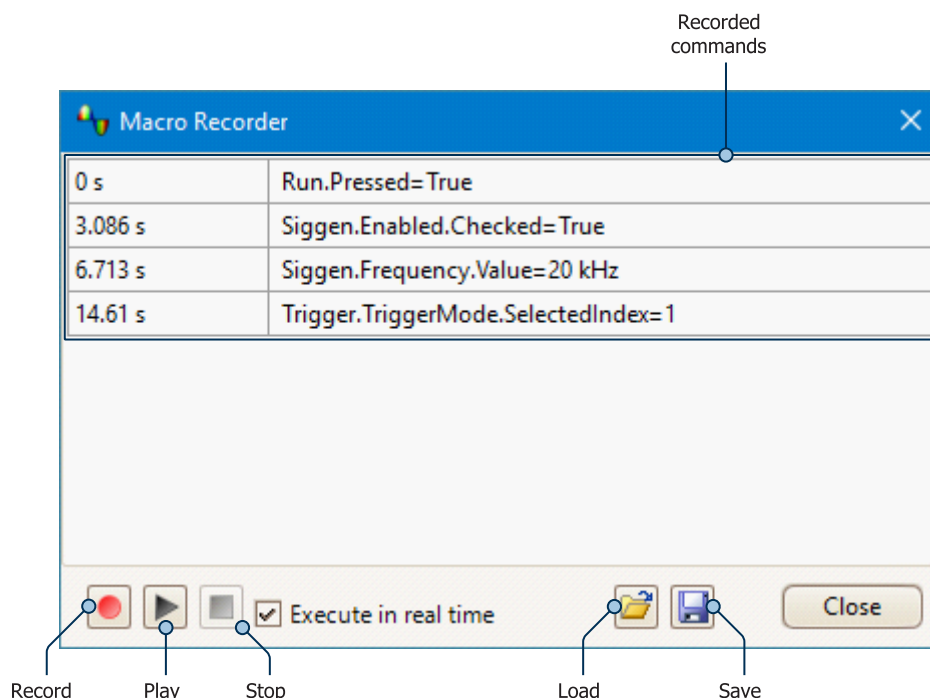 Recorded
commands
Macro Recorder
0 s Run.Pressed=True
3.086 s Siggen.Enabled.Checked=True
6.713 s Siggen.Frequency.Value=20 kHz
14.61 s Trigger.TriggerMode.SelectedIndex=1
Execute in real time Close
Record Play Stop Load Save